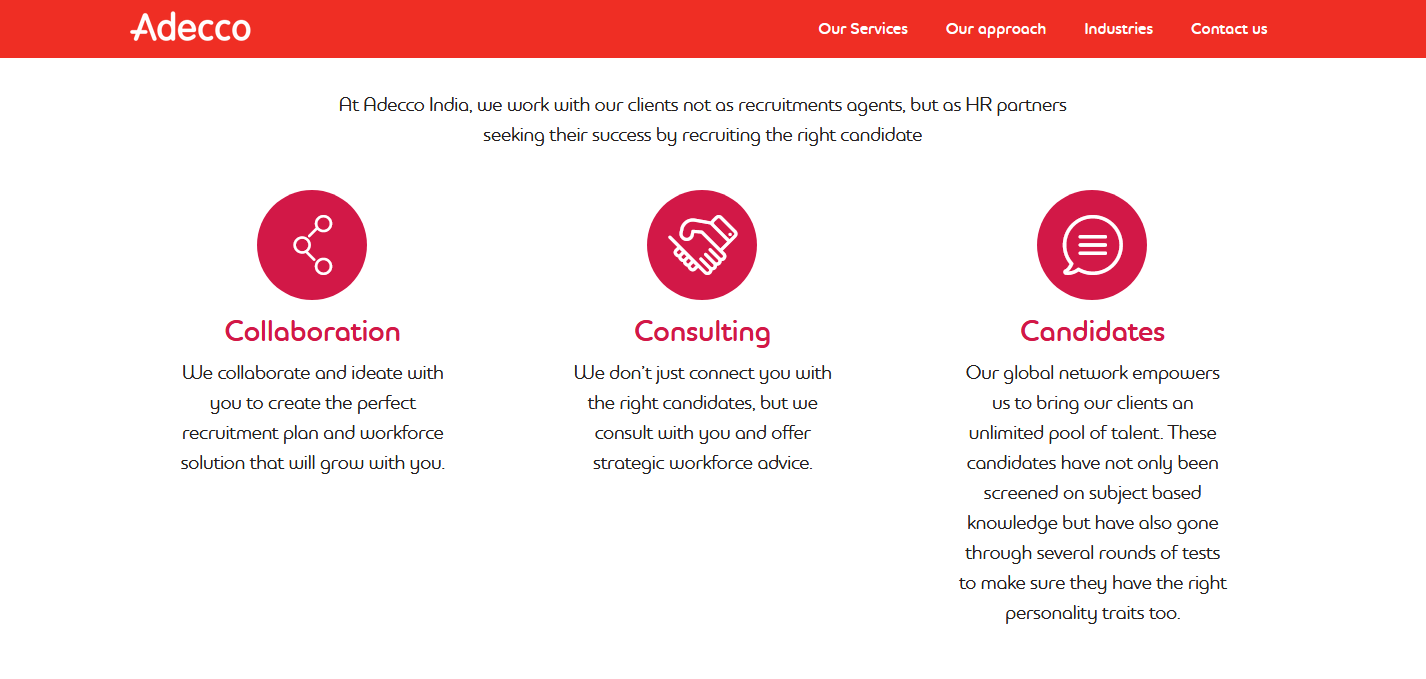 Adecco
Our Services
Our approach
Industries
Contact us
At Adecco India, we work with our clients not as recruitments agents, but as HR partners
seeking their success by recruiting the right candidate
Collaboration
We collaborate and ideate with
you to create the perfect
recruitment plan and workforce
solution that will grow with you.
Consulting
We don't just connect you with
the right candidates, but we
consult with you and offer
strategic workforce advice.
Candidates
Our global network empowers
us to bring our clients an
unlimited pool of talent. These
candidates have not only been
screened on subject based
knowledge but have also gone
through several rounds of tests
to make sure they have the right
personality traits too.